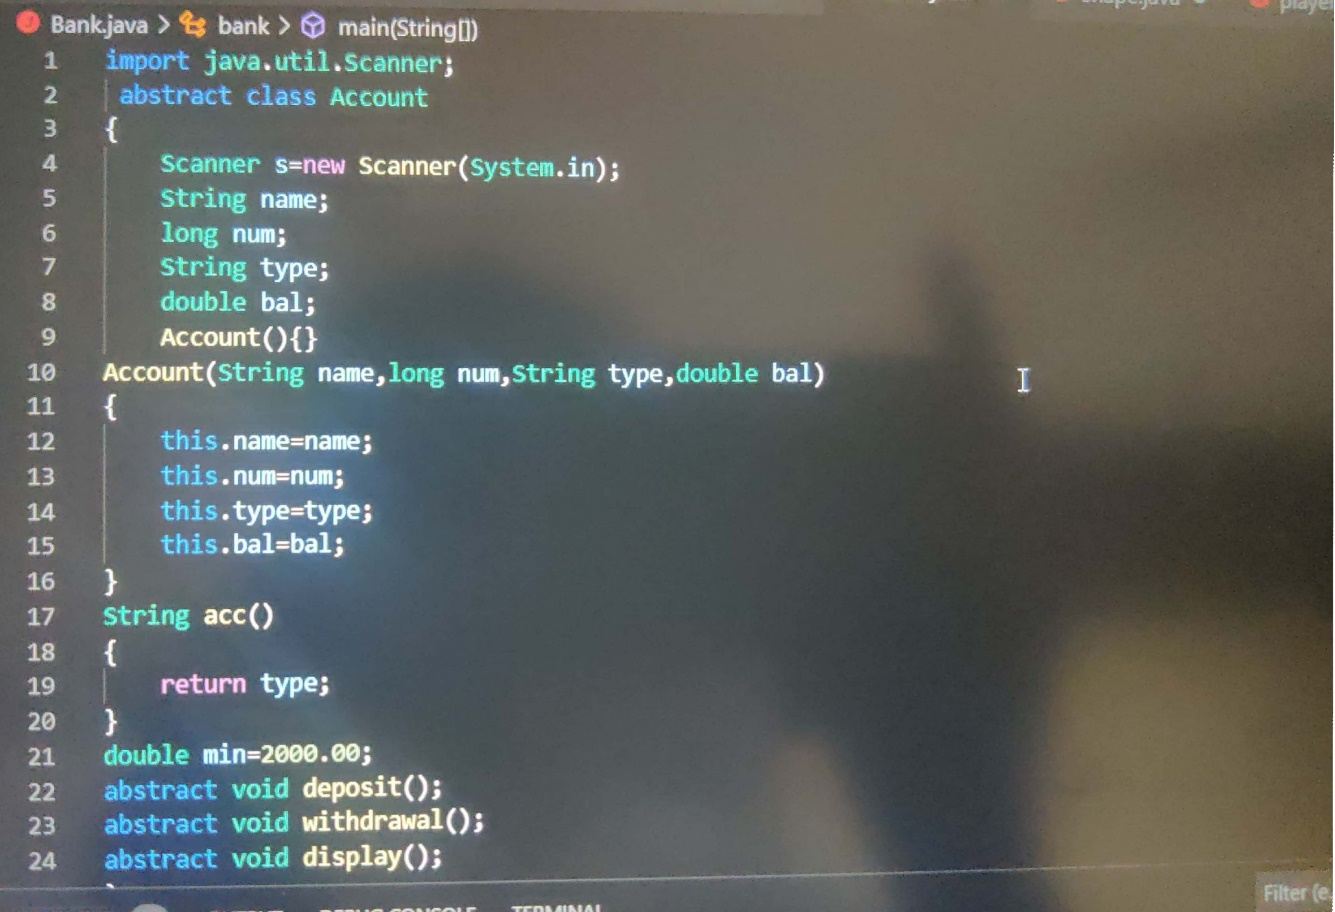 Bank.java > bank > main(String[])
1 import java.util.Scanner;
2 abstract class Account
3 {
4 Scanner s=new Scanner(System.in);
5 String name;
6 long num;
7 String type;
8 double bal;
9 Account(){}
10 Account(String name,long num,String type,double bal)
11 {
12 this.name=name;
13 this.num=num;
14 this.type=type;
15 this.bal=bal;
16 }
17 String acc()
18 {
19 return type;
20 }
21 double min=2000.00;
22 abstract void deposit();
23 abstract void withdrawal();
24 abstract void display();
Filter (e.
DEBUG CONSOLE TERMINAL